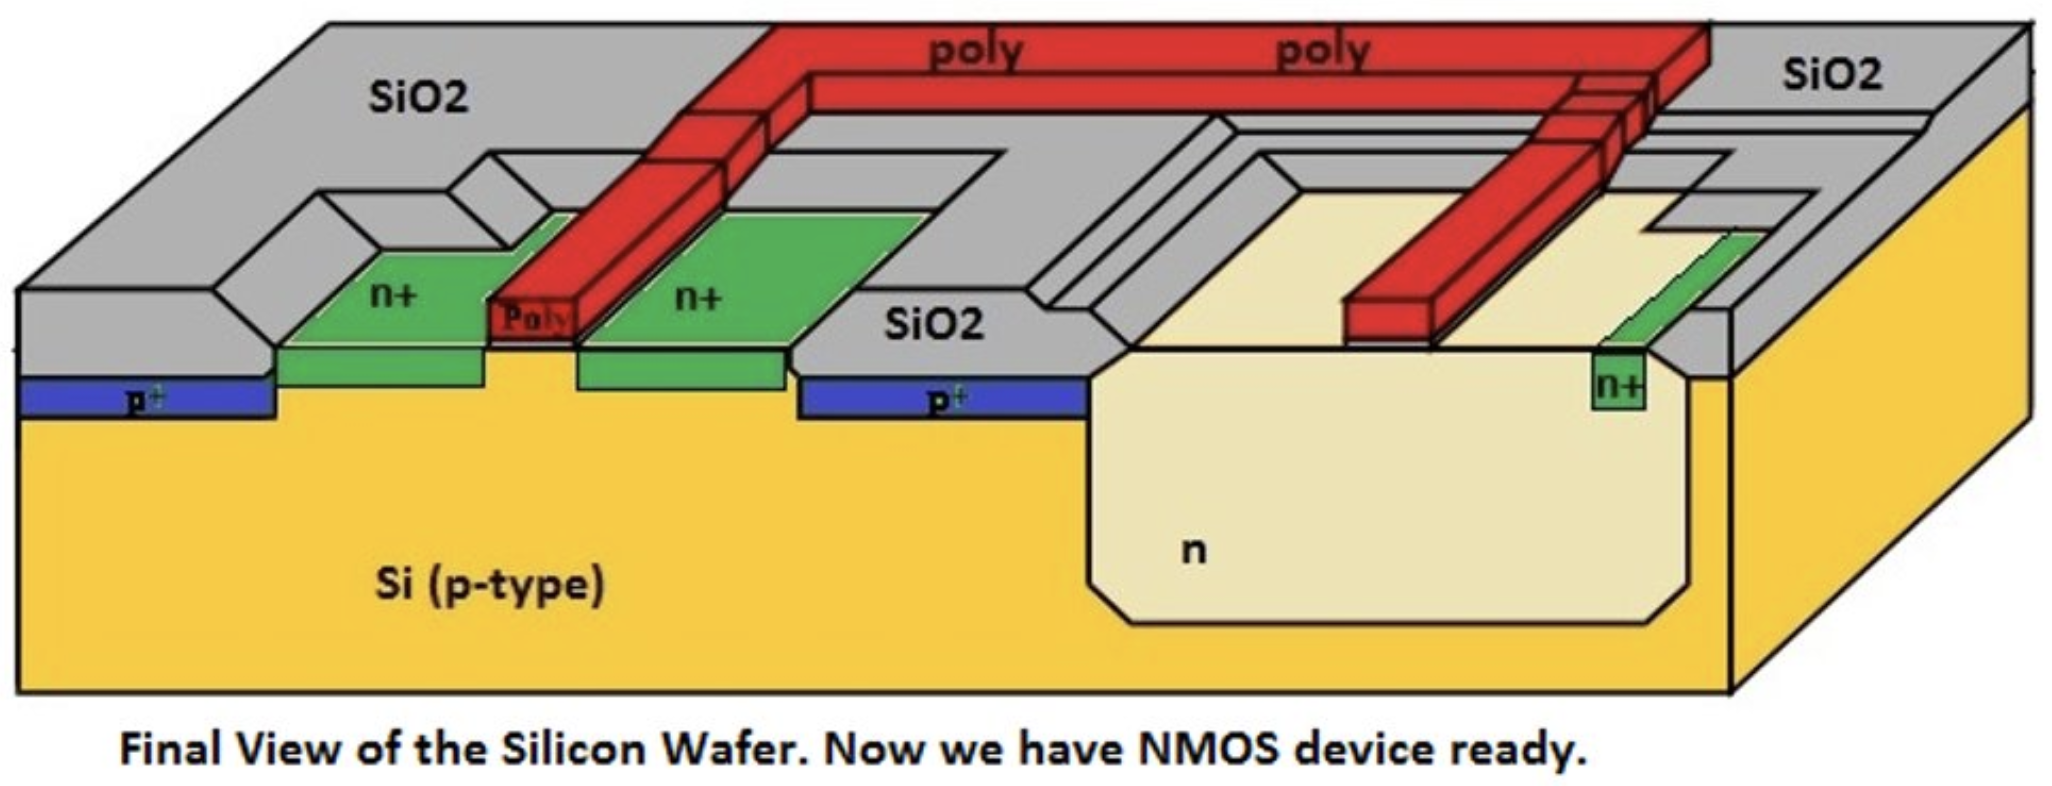 poly poly
SiO2 SiO2
n+ Poly n+
SiO2
p+ p+
n+
n
Si (p-type)
Final View of the Silicon Wafer. Now we have NMOS device ready.